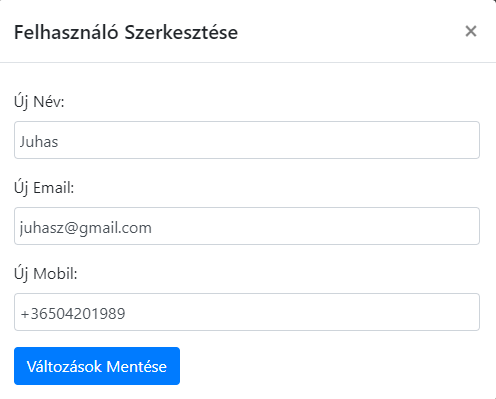 Felhasználó Szerkesztése ×
Új Név:
Juhas
Új Email:
juhasz@gmail.com
Új Mobil:
+36504201989
Változások Mentése